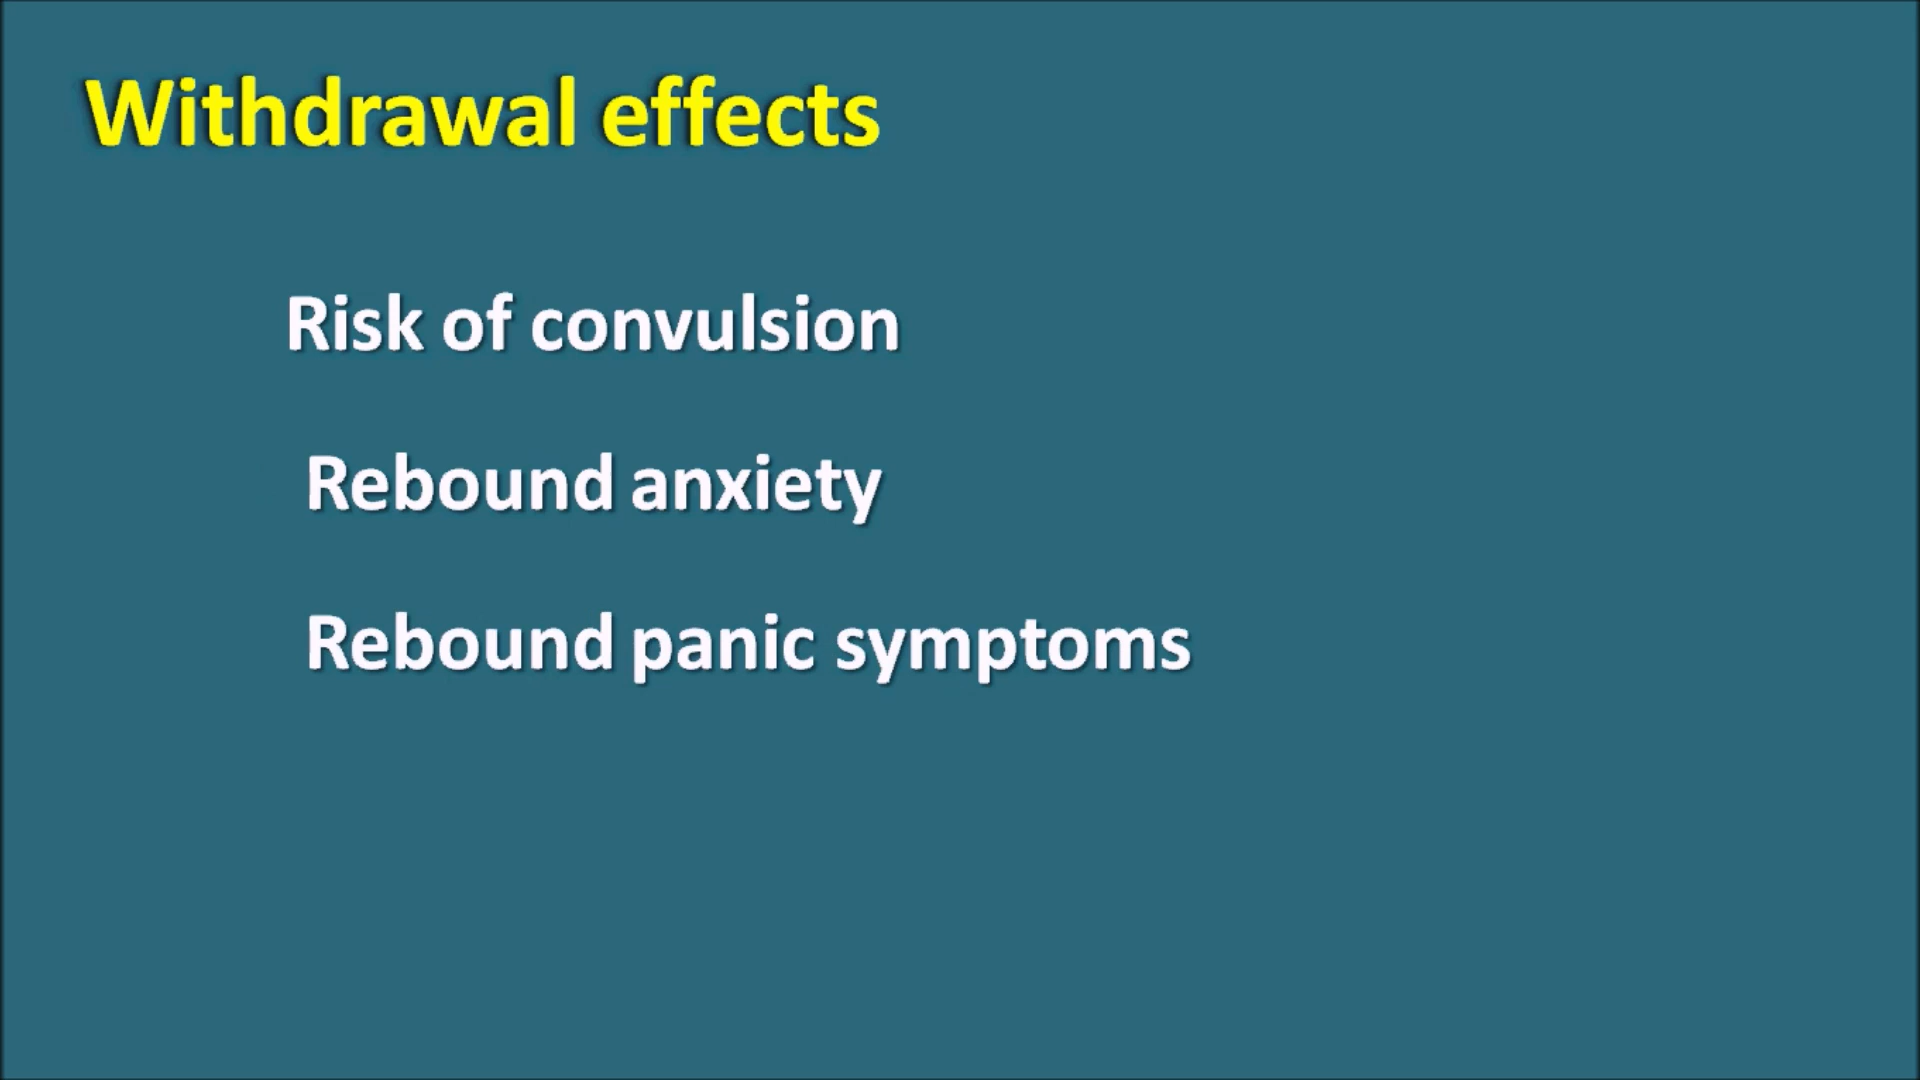 Withdrawal effects
Risk of convulsion
Rebound anxiety
Rebound panic symptoms